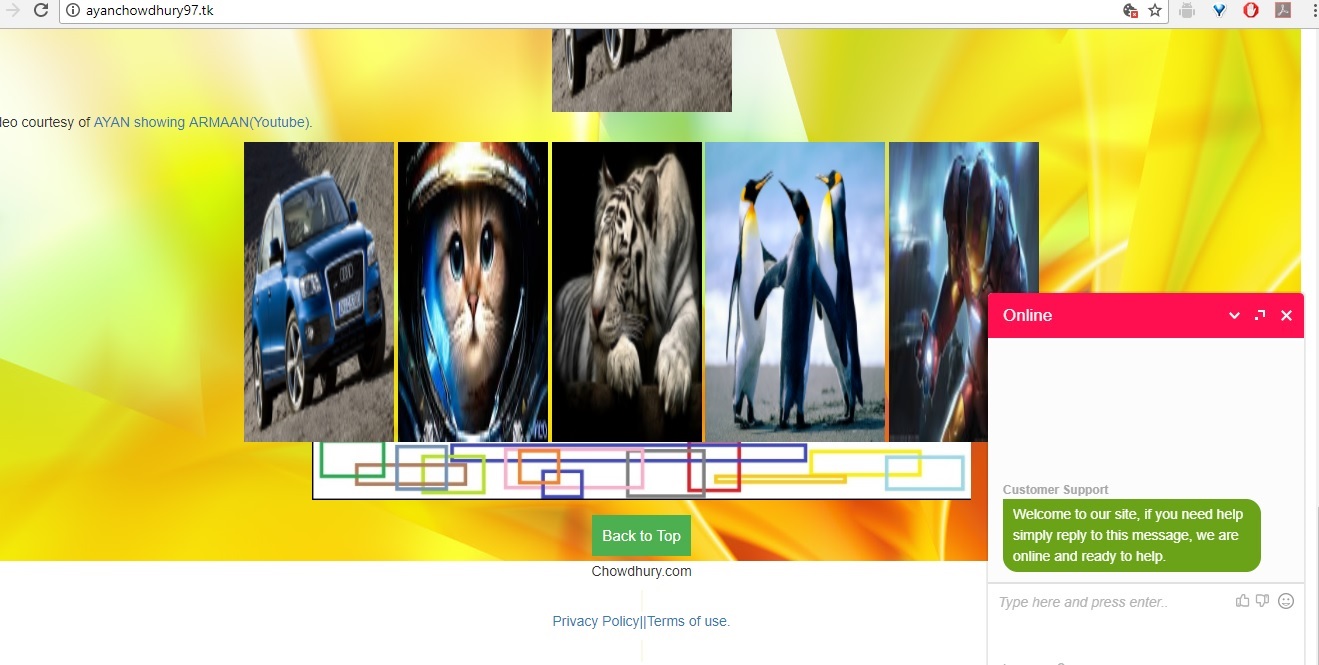 ayanchowdhury97.tk
leo courtesy of AYAN showing ARMAAN(Youtube).
Online
Customer Support
Welcome to our site, if you need help
simply reply to this message, we are
online and ready to help.
Back to Top
Chowdhury.com
Type here and press enter..
Privacy Policy||Terms of use.